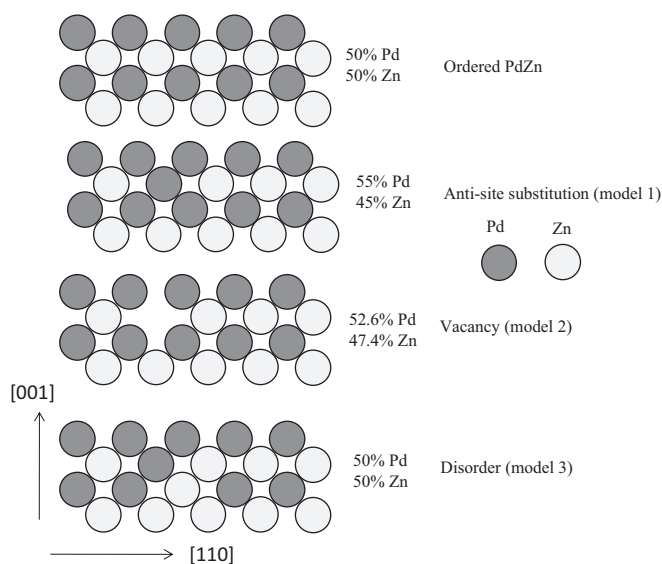 50% Pd
50% Zn
Ordered PdZn
55% Pd
45% Zn
Anti-site substitution (model 1)
Pd
Zn
52.6% Pd
47.4% Zn
Vacancy (model 2)
[001]
50% Pd
50% Zn
Disorder (model 3)
[110]